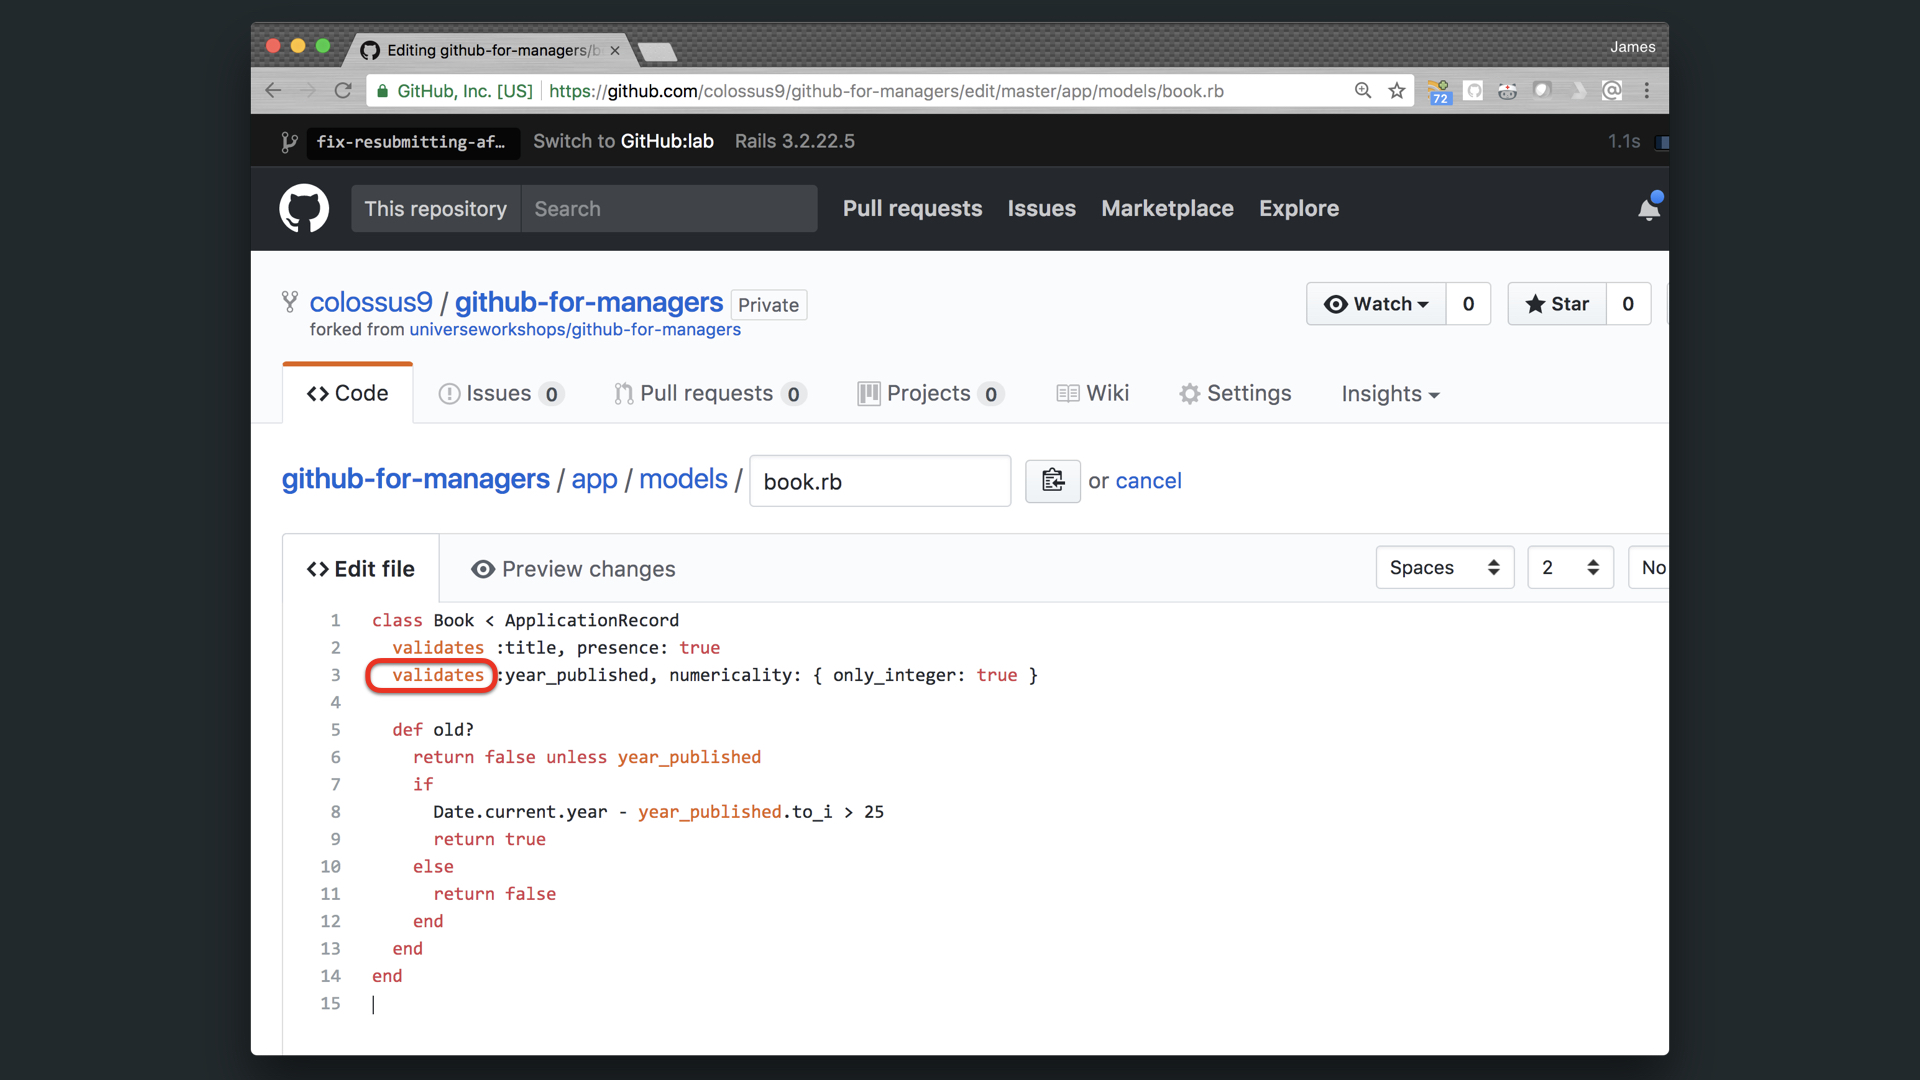 Editing github-for-managers/b
James
GitHub, Inc. [US] https://github.com/colossus9/github-for-managers/edit/master/app/models/book.rb
72
fix-resubmitting-af… Switch to GitHub:lab Rails 3.2.22.5 1.1s
This repository Search Pull requests Issues Marketplace Explore
colossus9 / github-for-managers Private
Watch 0 Star 0
forked from universeworkshops/github-for-managers
Code Issues 0 Pull requests 0 Projects 0 Wiki Settings Insights
github-for-managers / app / models / book.rb or cancel
Edit file Preview changes Spaces 2 No
1 class Book < ApplicationRecord
2 validates :title, presence: true
3 validates :year_published, numericality: { only_integer: true }
4
5 def old?
6 return false unless year_published
7 if
8 Date.current.year - year_published.to_i > 25
9 return true
10 else
11 return false
12 end
13 end
14 end
15